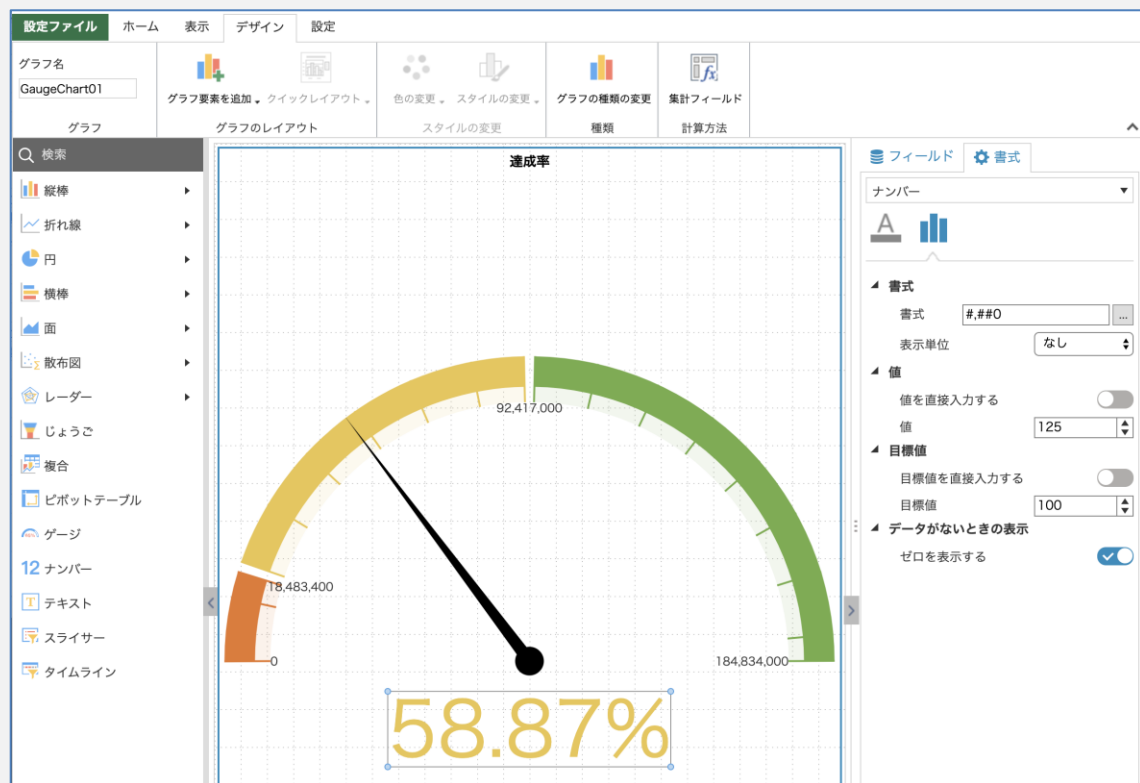 設定ファイル ホーム 表示 デザイン 設定
グラフ名
GaugeChart01
グラフ要素を追加 クイックレイアウト 色の変更 スタイルの変更 グラフの種類の変更 集計フィールド
グラフ グラフのレイアウト スタイルの変更 種類 計算方法
検索
縦棒
折れ線
円
横棒
面
散布図
レーダー
じょうご
複合
ピボットテーブル
ゲージ
12 ナンバー
T テキスト
スライサー
タイムライン
達成率
92,417,000
18,483,400
0
184,834,000
58.87%
フィールド 書式
ナンバー
A
書式
書式 #,##0 ...
表示単位 なし
値
値を直接入力する
値 125
目標値
目標値を直接入力する
目標値 100
データがないときの表示
ゼロを表示する